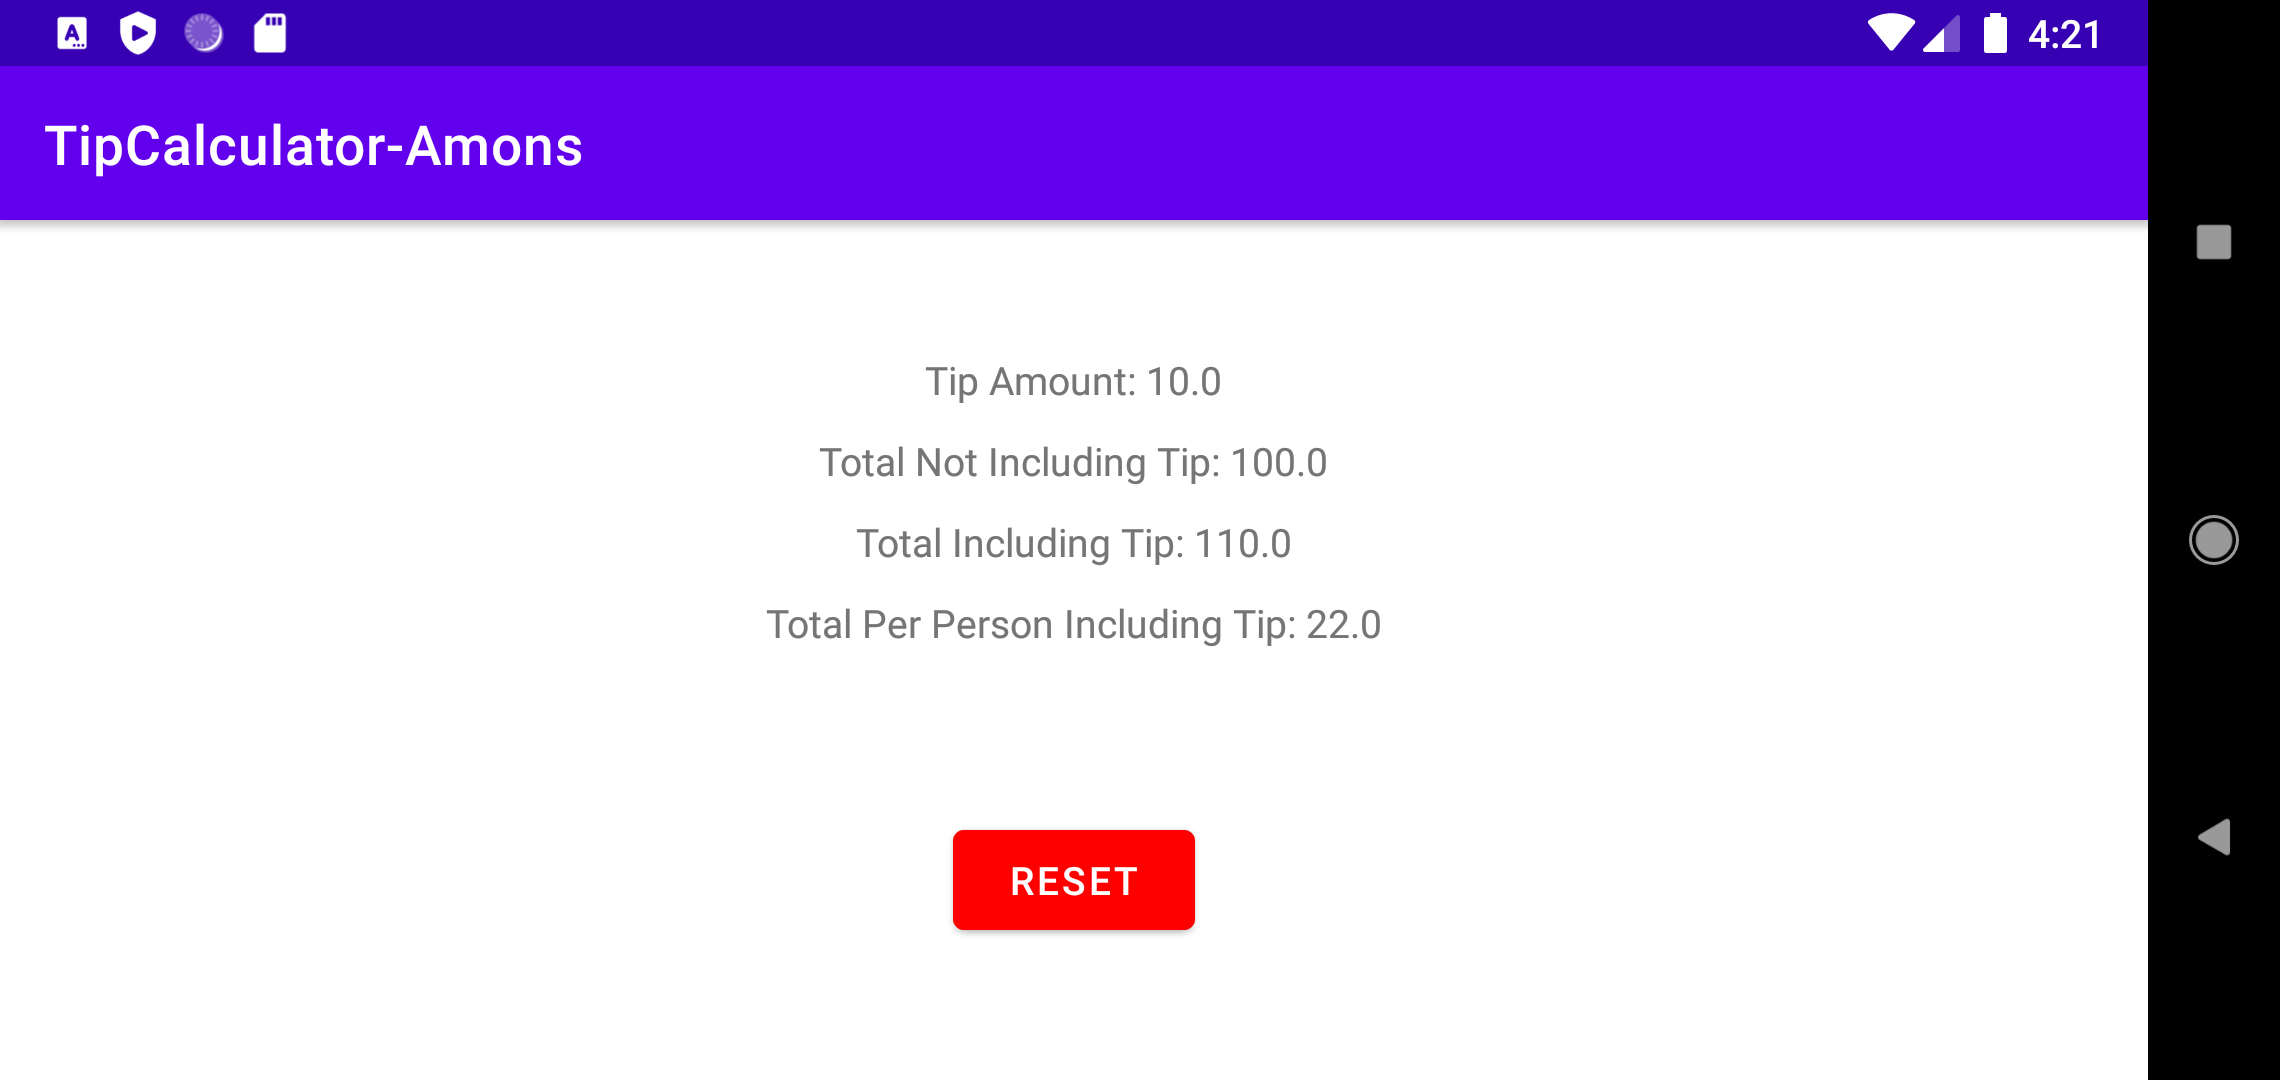 A
4:21
TipCalculator-Amons
Tip Amount: 10.0
Total Not Including Tip: 100.0
Total Including Tip: 110.0
Total Per Person Including Tip: 22.0
RESET